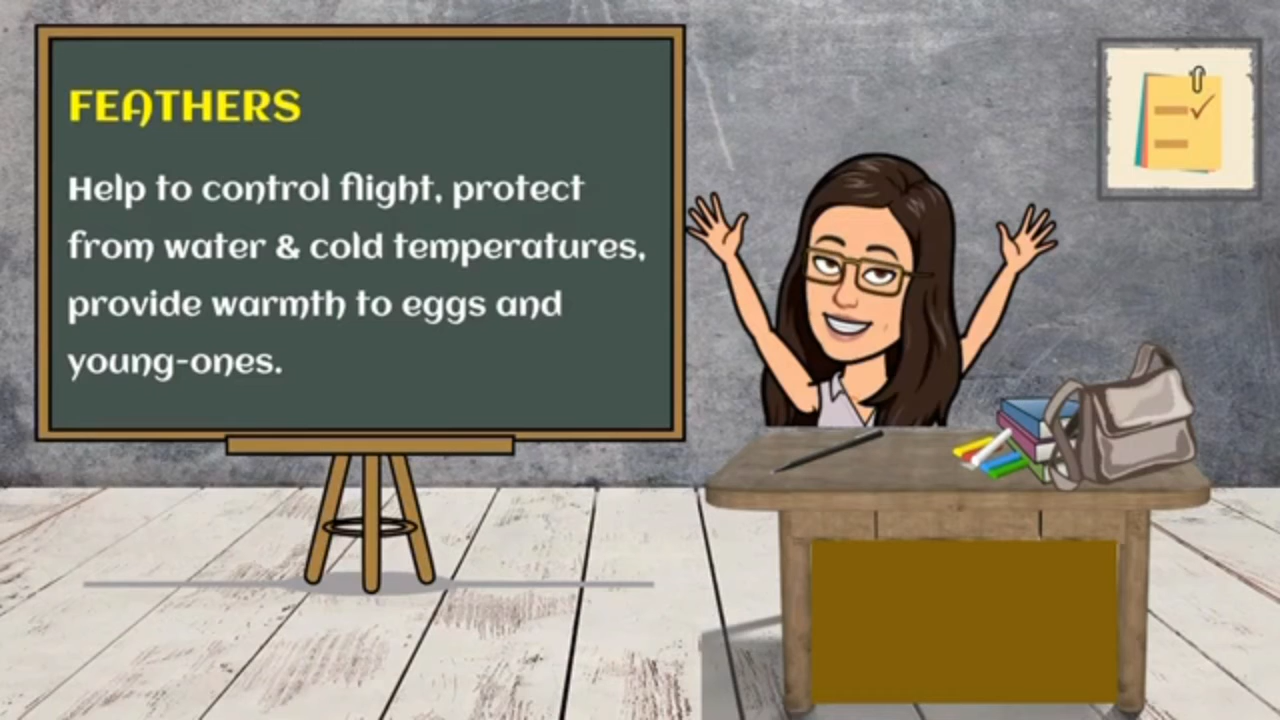 FEATHERS
Help to control flight, protect
from water & cold temperatures,
provide warmth to eggs and
young-ones.